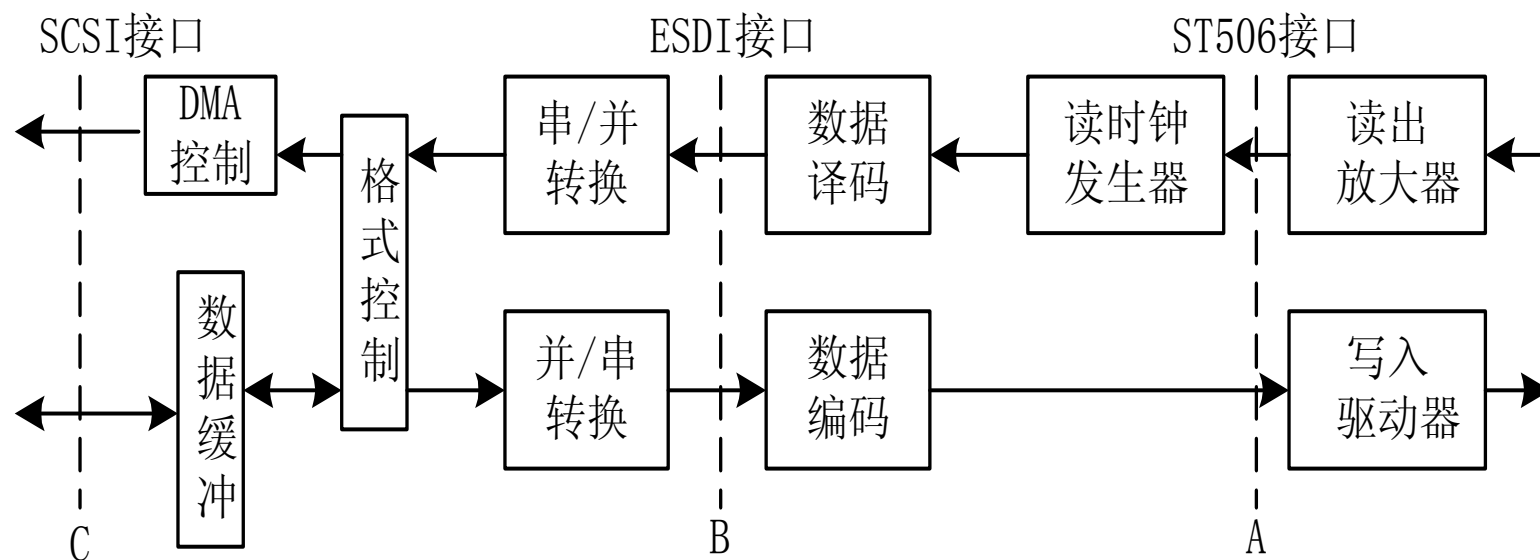 SCSI接口
ESDI接口
ST506接口
DMA
控制
格式控制
串/并
转换
数据
译码
读时钟
发生器
读出
放大器
数据缓冲
并/串
转换
数据
编码
写入
驱动器
C
B
A